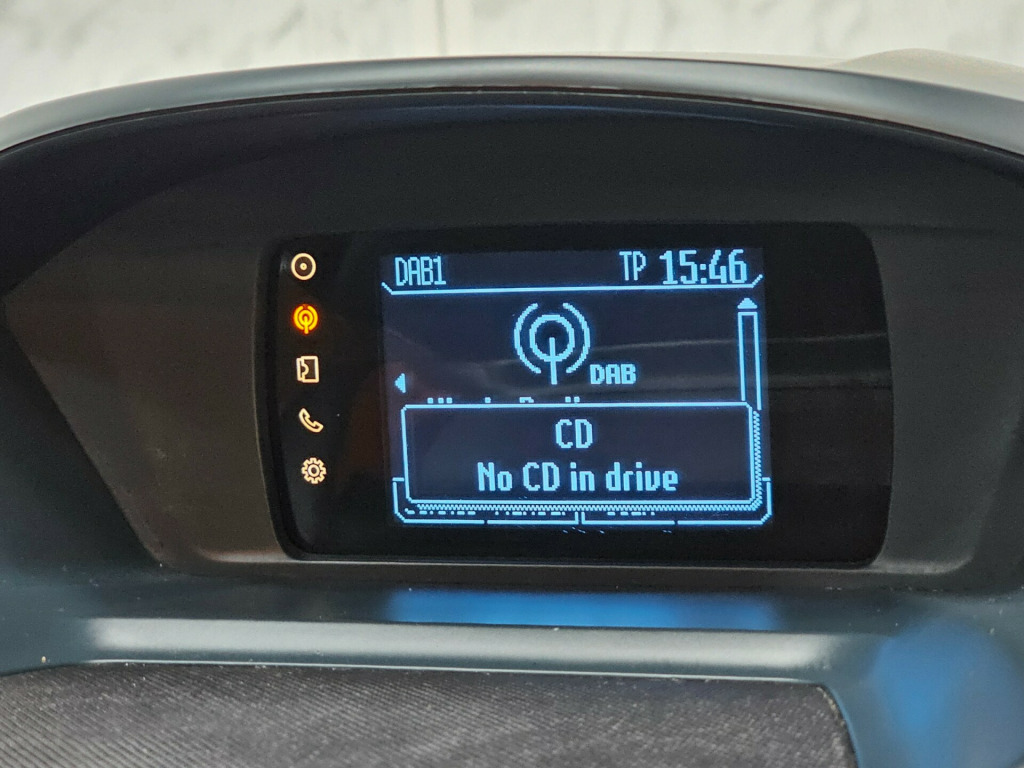 DAB1 TP 15:46
DAB
CD
No CD in drive